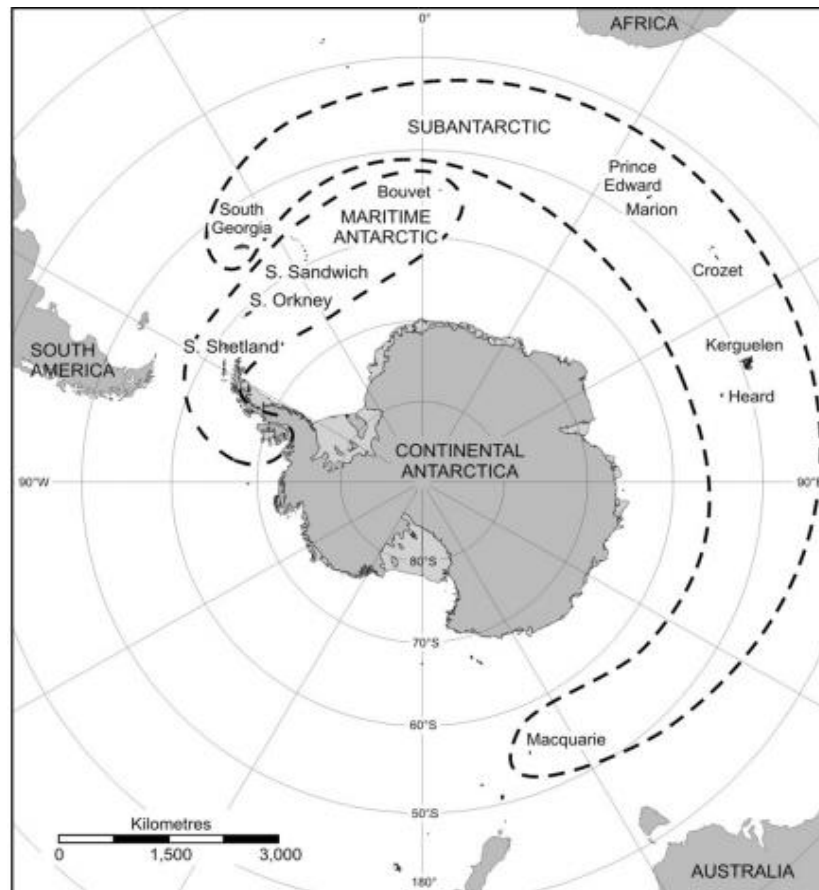 0°
AFRICA
SUBANTARCTIC
Prince
Edward
Marion
Bouvet
South
Georgia
MARITIME
ANTARCTIC
Crozet
S. Sandwich
S. Orkney
S. Shetland
Kerguelen
SOUTH
AMERICA
Heard
CONTINENTAL
ANTARCTICA
90°W
90°E
80°S
70°S
60°S
Macquarie
50°S
Kilometres
0 1,500 3,000
AUSTRALIA
180°